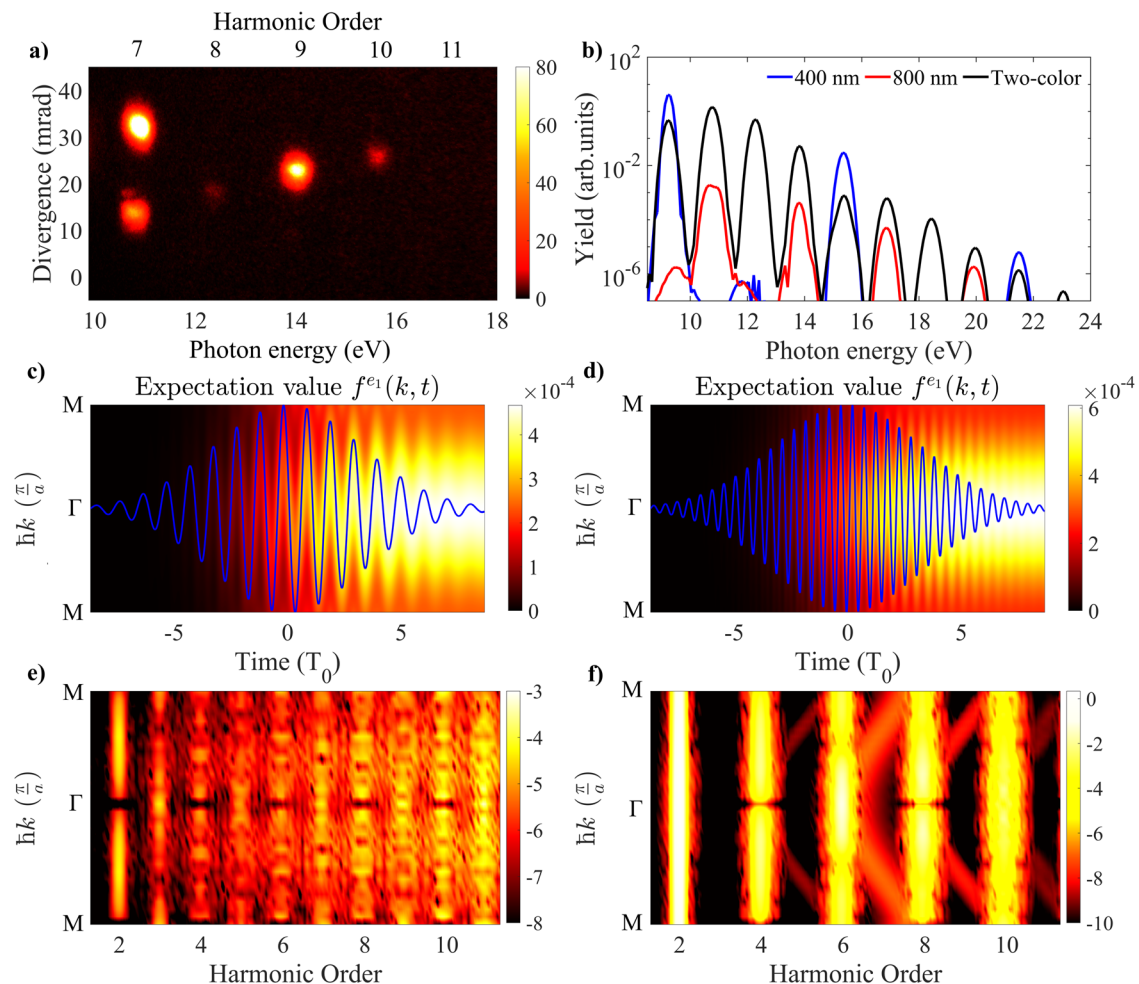 Harmonic Order
a)
7 8 9 10 11
Divergence (mrad)
40
30
20
10
0
10 12 14 16 18
Photon energy (eV)
80
60
40
20
0
b)
10^2
10^-2
10^-6
Yield (arb.units)
400 nm 800 nm Two-color
10 12 14 16 18 20 22 24
Photon energy (eV)
c)
Expectation value f^{e_1}(k, t)
×10^-4
M
Γ
M
ħk (π/a)
-5 0 5
Time (T_0)
4
3
2
1
0
d)
Expectation value f^{e_1}(k, t)
×10^-4
M
Γ
M
ħk (π/a)
-5 0 5
Time (T_0)
6
4
2
0
e)
M
Γ
M
ħk (π/a)
2 4 6 8 10
Harmonic Order
-3
-4
-5
-6
-7
-8
f)
M
Γ
M
ħk (π/a)
2 4 6 8 10
Harmonic Order
0
-2
-4
-6
-8
-10